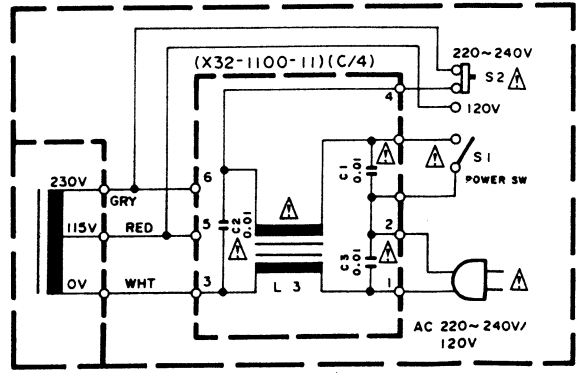 (X32-1100-11)(C/4)
220~240V
S2
120V
4
S1
POWER SW
230V
GRY
6
C1
0.01
115V
RED
5
C2
0.01
2
C3
0.01
0V
WHT
3
L 3
1
AC 220~240V/
120V